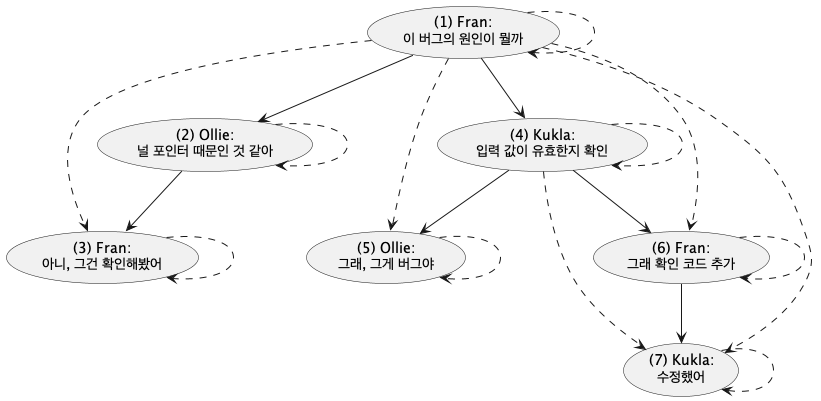 (1) Fran:
이 버그의 원인이 뭘까
(2) Ollie:
널 포인터 때문인 것 같아
(4) Kukla:
입력 값이 유효한지 확인
(3) Fran:
아니, 그건 확인해봤어
(5) Ollie:
그래, 그게 버그야
(6) Fran:
그래 확인 코드 추가
(7) Kukla:
수정했어